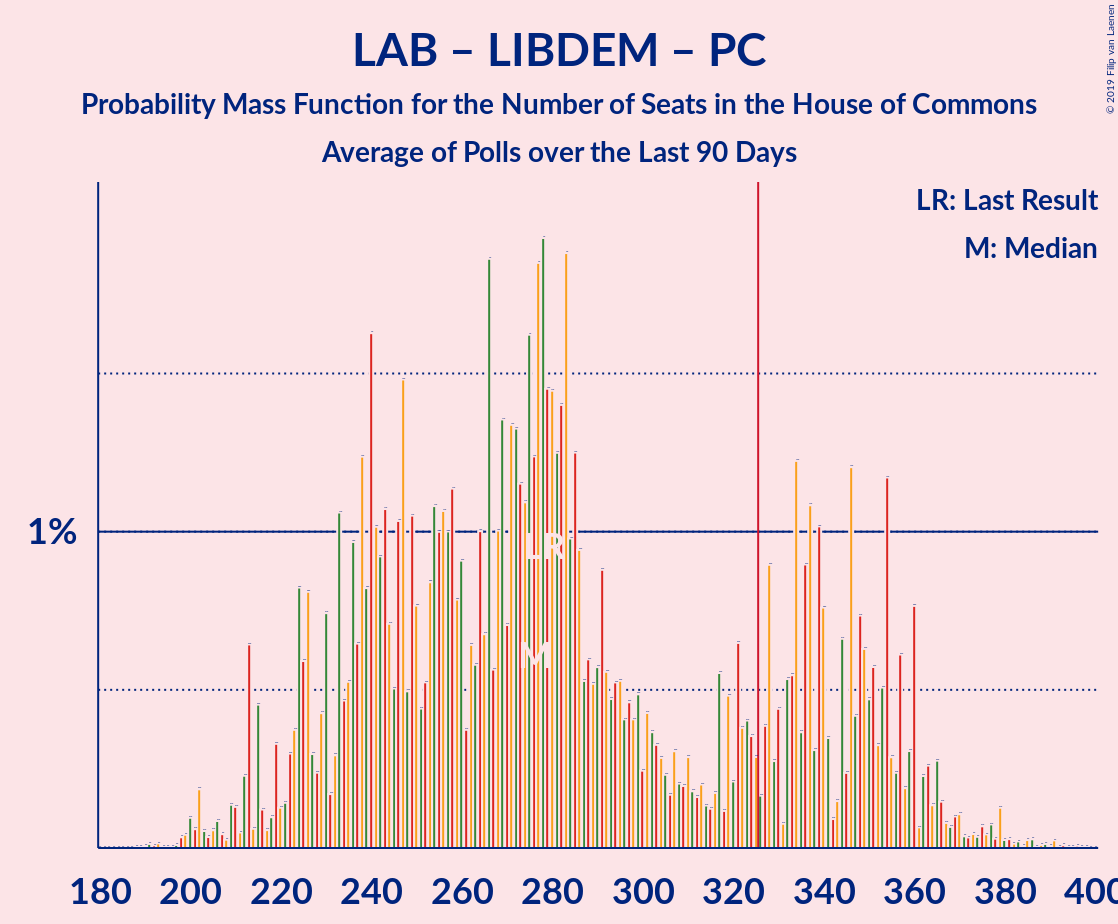 LAB – LIBDEM – PC
Probability Mass Function for the Number of Seats in the House of Commons
Average of Polls over the Last 90 Days
© 2019 Filip van Laenen
LR: Last Result
M: Median
1%
LR
M
180 200 220 240 260 280 300 320 340 360 380 400